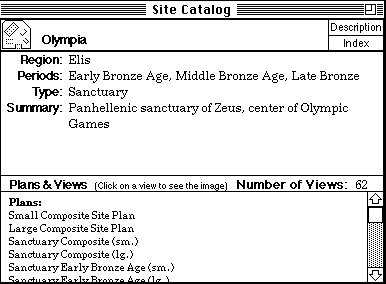 Site Catalog
Olympia
Description
Index
Region: Elis
Periods: Early Bronze Age, Middle Bronze Age, Late Bronze
Type: Sanctuary
Summary: Panhellenic sanctuary of Zeus, center of Olympic
Games
Plans & Views (Click on a view to see the image) Number of Views: 62
Plans:
Small Composite Site Plan
Large Composite Site Plan
Sanctuary Composite (sm.)
Sanctuary Composite (lg.)
Sanctuary Early Bronze Age (sm.)
Sanctuary Early Bronze Age (lg.)